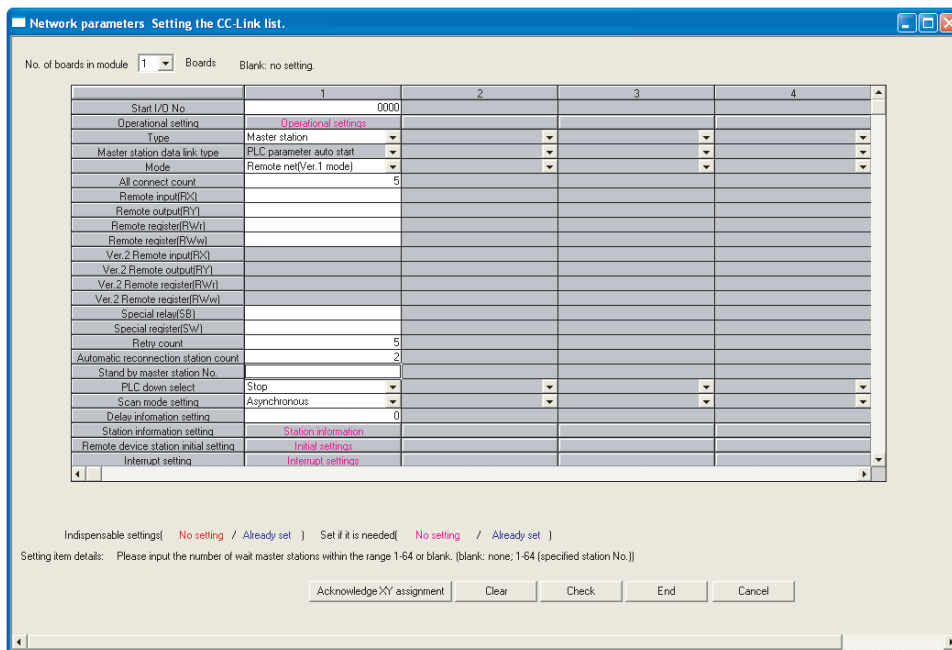 Network parameters Setting the CC-Link list.
No. of boards in module 1 Boards Blank: no setting.
1 2 3 4
Start I/O No 0000
Operational setting Operational settings
Type Master station
Master station data link type PLC parameter auto start
Mode Remote net(Ver.1 mode)
All connect count 5
Remote input(RX)
Remote output(RY)
Remote register(RWr)
Remote register(RWw)
Ver.2 Remote input(RX)
Ver.2 Remote output(RY)
Ver.2 Remote register(RWr)
Ver.2 Remote register(RWw)
Special relay(SB)
Special register(SW)
Retry count 5
Automatic reconnection station count 2
Stand by master station No.
PLC down select Stop
Scan mode setting Asynchronous
Delay infomation setting 0
Station information setting Station information
Remote device station initial setting Initial settings
Interrupt setting Interrupt settings
Indispensable settings( No setting / Already set ) Set if it is needed( No setting / Already set )
Setting item details: Please input the number of wait master stations within the range 1-64 or blank. (blank: none; 1-64 (specified station No.))
Acknowledge XY assignment Clear Check End Cancel